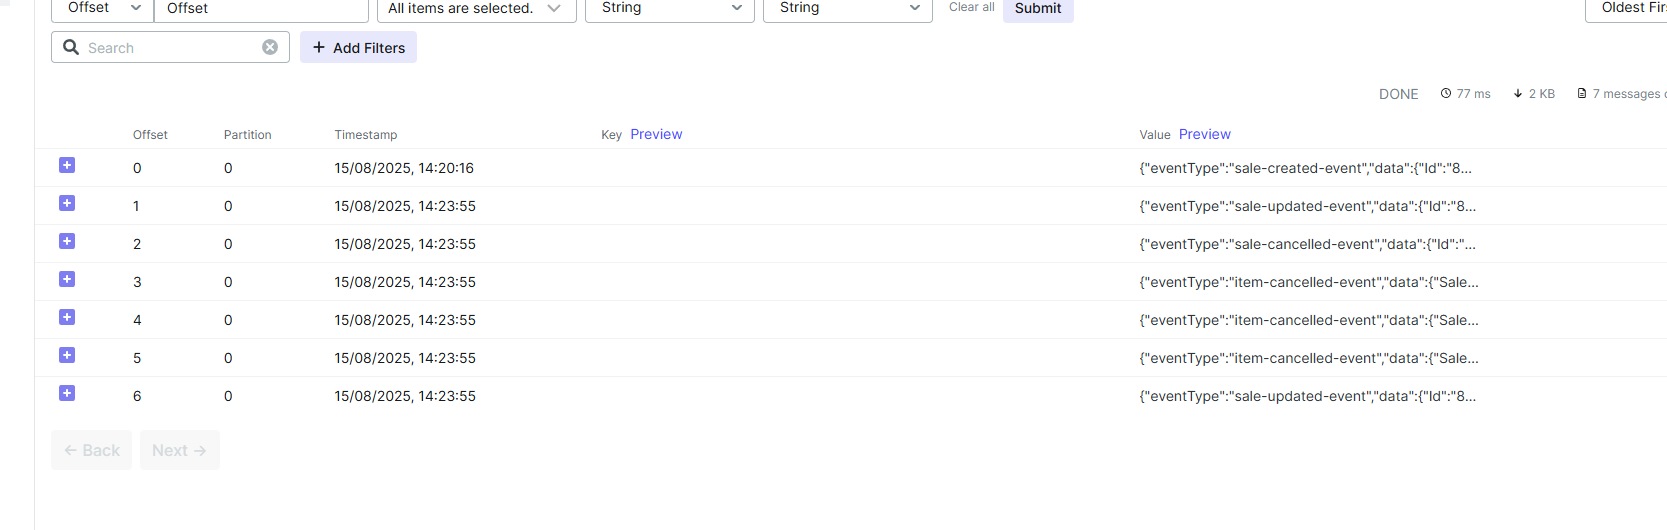 Offset Offset All items are selected. String String Clear all Submit Oldest Fir
Search Add Filters
DONE 77 ms 2 KB 7 messages
Offset Partition Timestamp Key Preview Value Preview
0 0 15/08/2025, 14:20:16 {"eventType":"sale-created-event","data":{"Id":"8...
1 0 15/08/2025, 14:23:55 {"eventType":"sale-updated-event","data":{"Id":"8...
2 0 15/08/2025, 14:23:55 {"eventType":"sale-cancelled-event","data":{"Id":"...
3 0 15/08/2025, 14:23:55 {"eventType":"item-cancelled-event","data":{"Sale...
4 0 15/08/2025, 14:23:55 {"eventType":"item-cancelled-event","data":{"Sale...
5 0 15/08/2025, 14:23:55 {"eventType":"item-cancelled-event","data":{"Sale...
6 0 15/08/2025, 14:23:55 {"eventType":"sale-updated-event","data":{"Id":"8...
← Back Next →